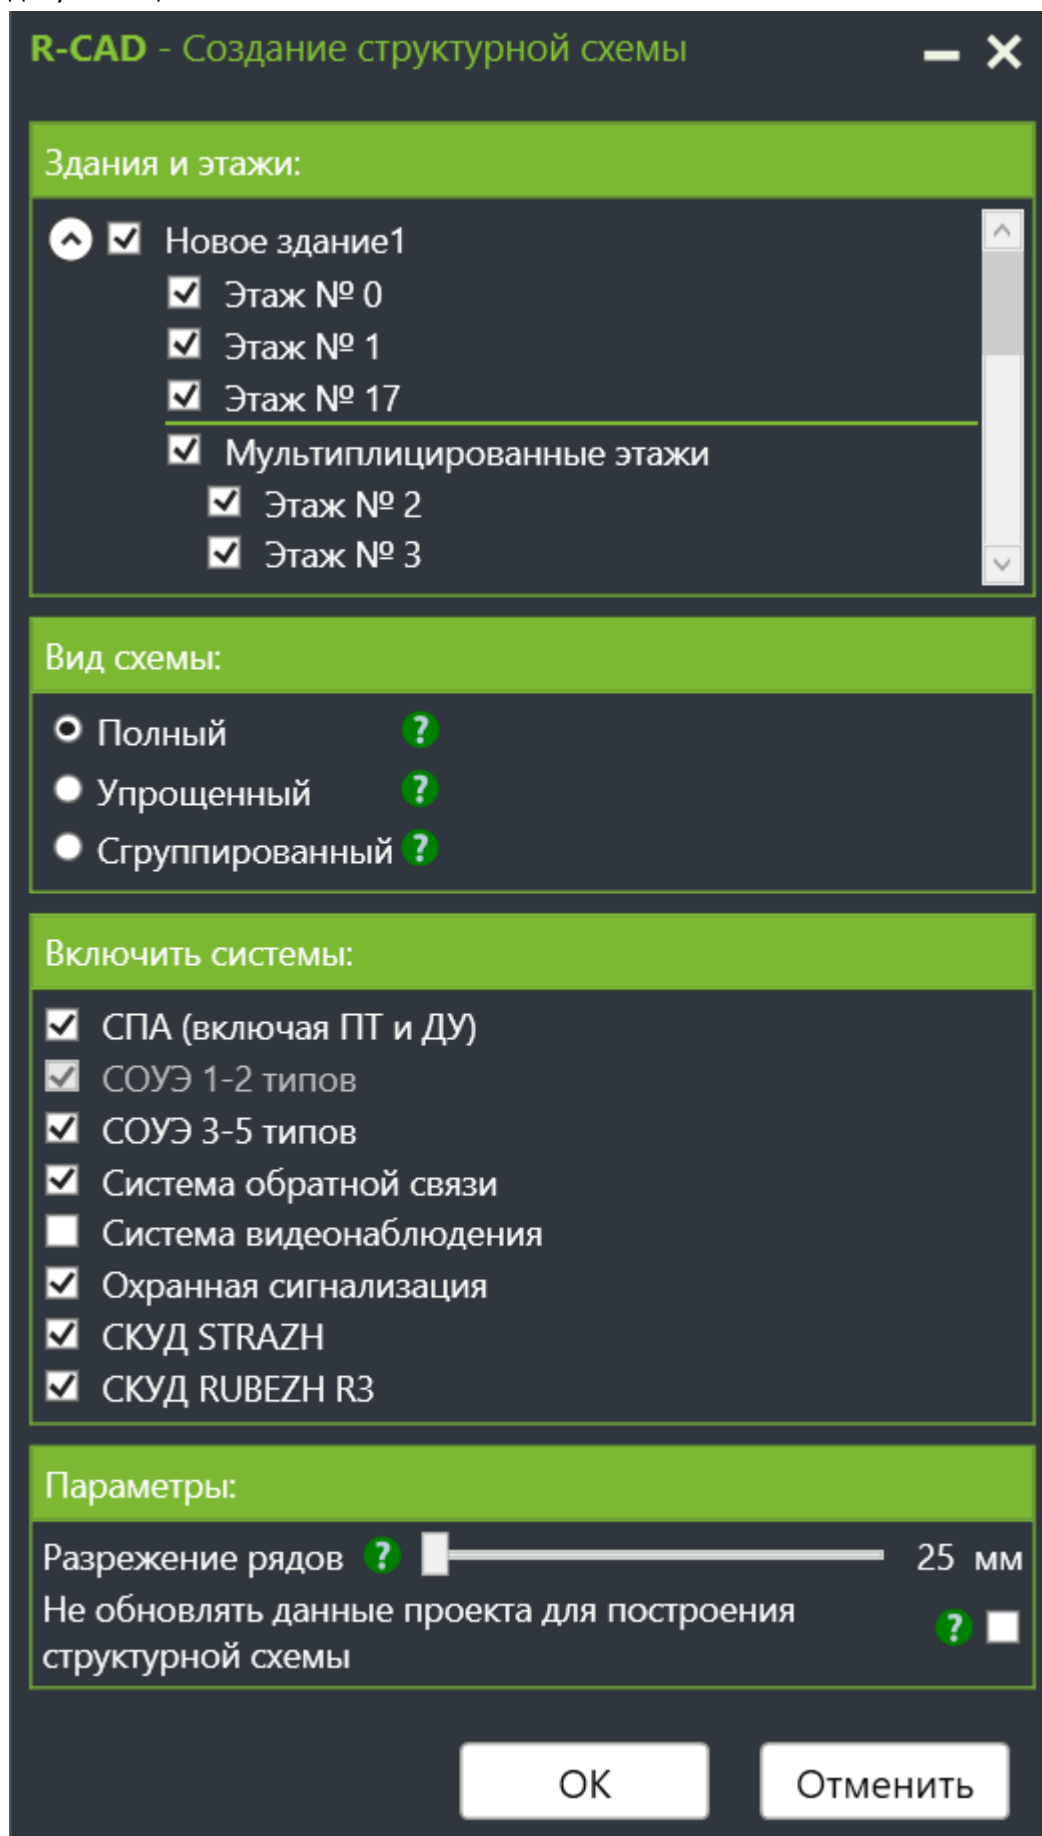 R-CAD - Создание структурной схемы
Здания и этажи:
Новое здание1
Этаж № 0
Этаж № 1
Этаж № 17
Мультиплицированные этажи
Этаж № 2
Этаж № 3
Вид схемы:
Полный ?
Упрощенный ?
Сгруппированный ?
Включить системы:
СПА (включая ПТ и ДУ)
СОУЭ 1-2 типов
СОУЭ 3-5 типов
Система обратной связи
Система видеонаблюдения
Охранная сигнализация
СКУД STRAZH
СКУД RUBEZH R3
Параметры:
Разрежение рядов ? 25 мм
Не обновлять данные проекта для построения
структурной схемы ?
ОК Отменить